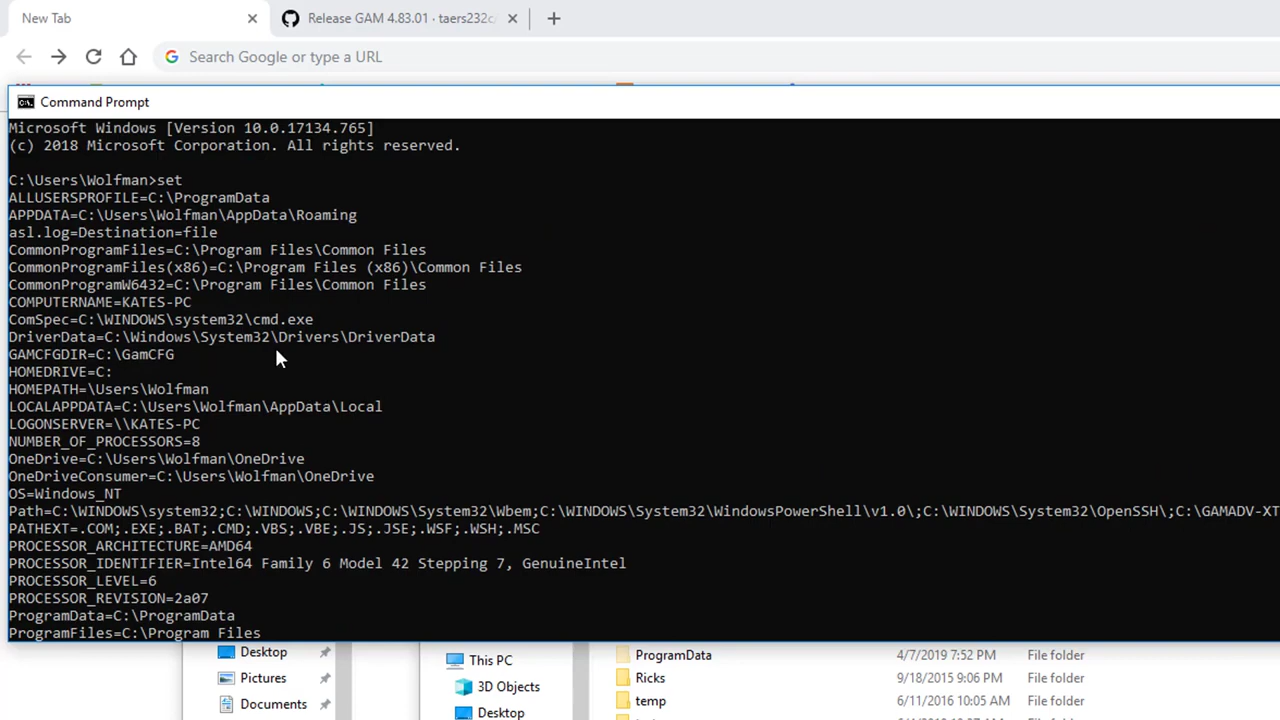 New Tab
Release GAM 4.83.01 · taers232c/
Search Google or type a URL
Command Prompt
Microsoft Windows [Version 10.0.17134.765]
(c) 2018 Microsoft Corporation. All rights reserved.
C:\Users\Wolfman>set
ALLUSERSPROFILE=C:\ProgramData
APPDATA=C:\Users\Wolfman\AppData\Roaming
asl.log=Destination=file
CommonProgramFiles=C:\Program Files\Common Files
CommonProgramFiles(x86)=C:\Program Files (x86)\Common Files
CommonProgramW6432=C:\Program Files\Common Files
COMPUTERNAME=KATES-PC
ComSpec=C:\WINDOWS\system32\cmd.exe
DriverData=C:\Windows\System32\Drivers\DriverData
GAMCFGDIR=C:\GamCFG
HOMEDRIVE=C:
HOMEPATH=\Users\Wolfman
LOCALAPPDATA=C:\Users\Wolfman\AppData\Local
LOGONSERVER=\\KATES-PC
NUMBER_OF_PROCESSORS=8
OneDrive=C:\Users\Wolfman\OneDrive
OneDriveConsumer=C:\Users\Wolfman\OneDrive
OS=Windows_NT
Path=C:\WINDOWS\system32;C:\WINDOWS;C:\WINDOWS\System32\Wbem;C:\WINDOWS\System32\WindowsPowerShell\v1.0\;C:\WINDOWS\System32\OpenSSH\;C:\GAMADV-XT
PATHEXT=.COM;.EXE;.BAT;.CMD;.VBS;.VBE;.JS;.JSE;.WSF;.WSH;.MSC
PROCESSOR_ARCHITECTURE=AMD64
PROCESSOR_IDENTIFIER=Intel64 Family 6 Model 42 Stepping 7, GenuineIntel
PROCESSOR_LEVEL=6
PROCESSOR_REVISION=2a07
ProgramData=C:\ProgramData
ProgramFiles=C:\Program Files
Desktop
Pictures
Documents
This PC
3D Objects
Desktop
ProgramData 4/7/2019 7:52 PM File folder
Ricks 9/18/2015 9:06 PM File folder
temp 6/11/2016 10:05 AM File folder